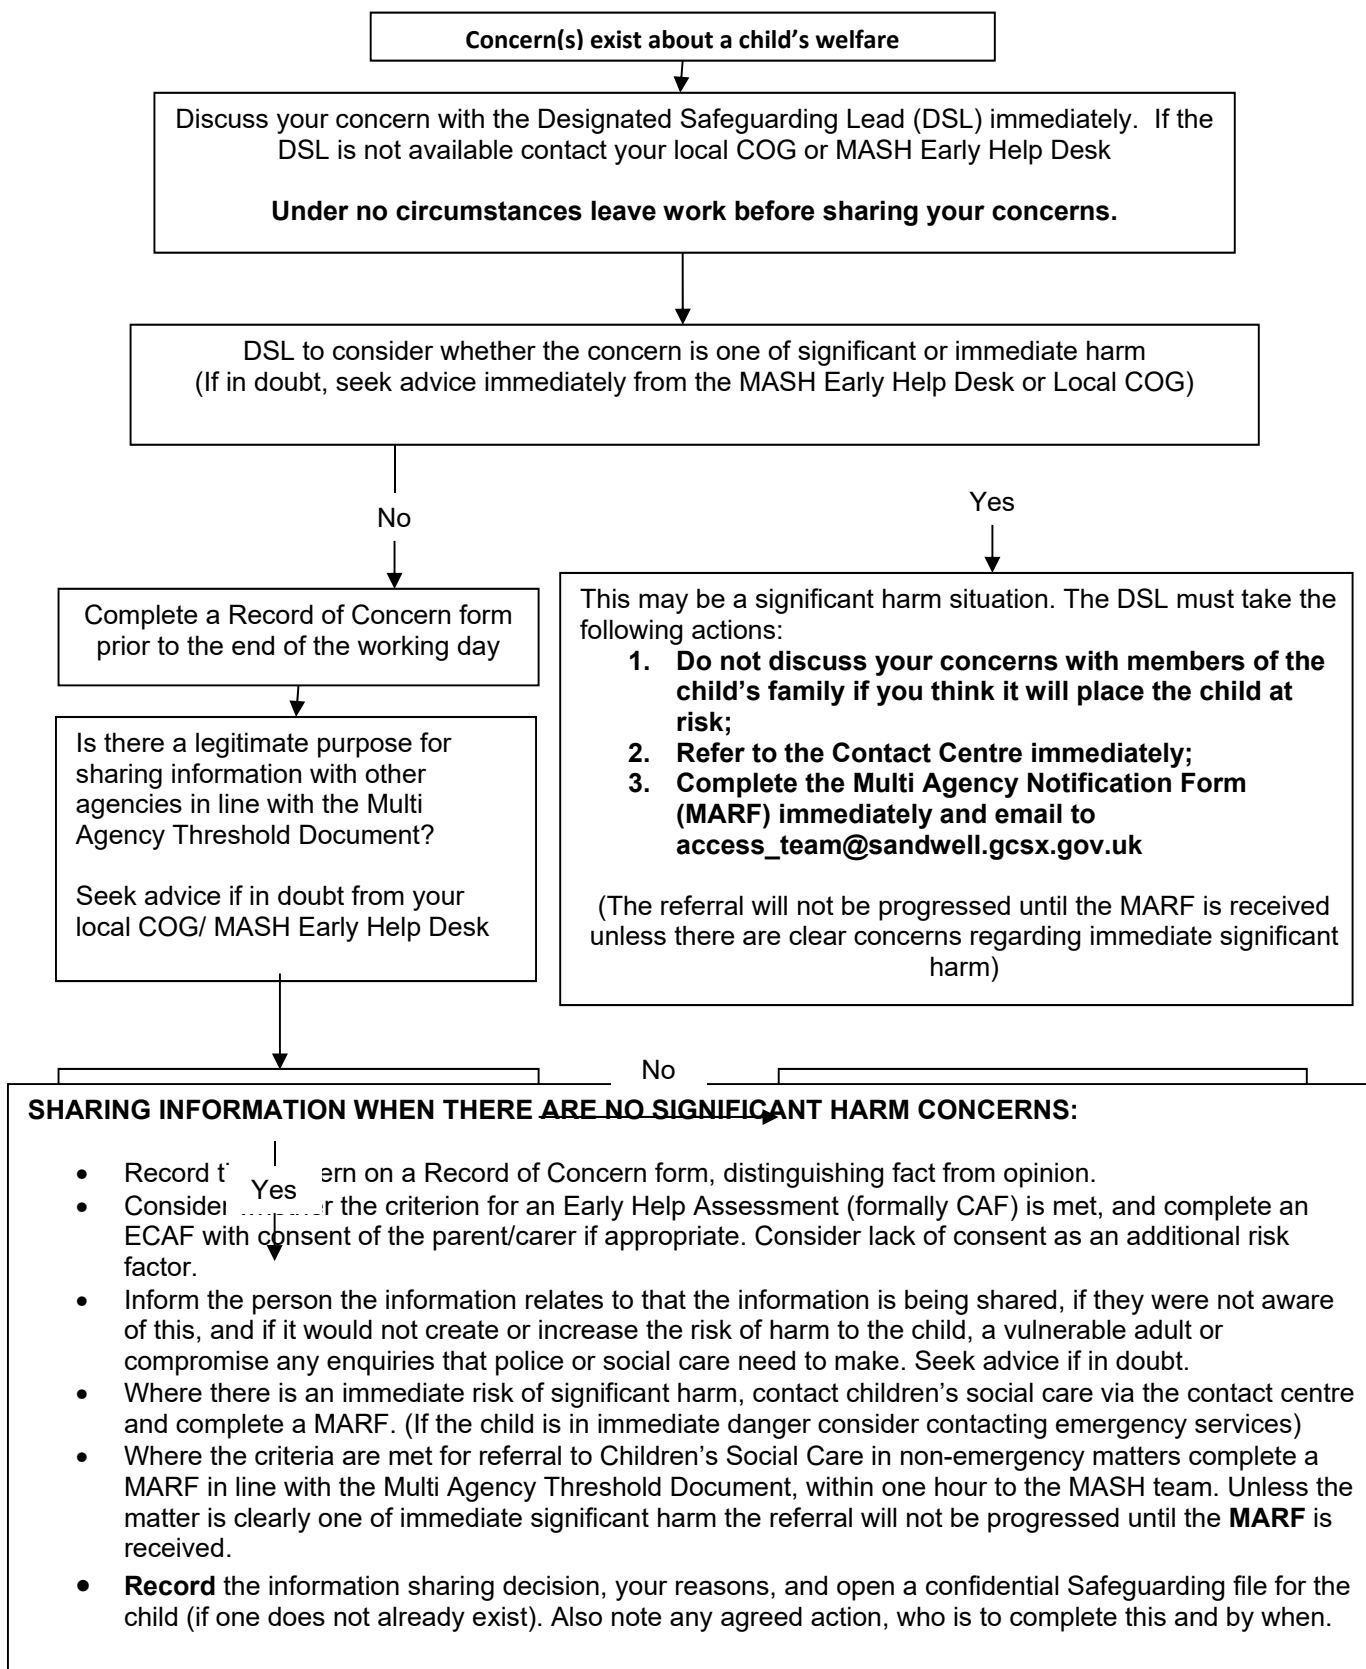 Concern(s) exist about a child's welfare
Discuss your concern with the Designated Safeguarding Lead (DSL) immediately.  If the
DSL is not available contact your local COG or MASH Early Help Desk
Under no circumstances leave work before sharing your concerns.
DSL to consider whether the concern is one of significant or immediate harm
(If in doubt, seek advice immediately from the MASH Early Help Desk or Local COG)
No
Yes
Complete a Record of Concern form
prior to the end of the working day
Is there a legitimate purpose for
sharing information with other
agencies in line with the Multi
Agency Threshold Document?
Seek advice if in doubt from your
local COG/ MASH Early Help Desk
This may be a significant harm situation. The DSL must take the
following actions:
1. Do not discuss your concerns with members of the
child's family if you think it will place the child at
risk;
2. Refer to the Contact Centre immediately;
3. Complete the Multi Agency Notification Form
(MARF) immediately and email to
access_team@sandwell.gcsx.gov.uk
(The referral will not be progressed until the MARF is received
unless there are clear concerns regarding immediate significant
harm)
No
SHARING INFORMATION WHEN THERE ARE NO SIGNIFICANT HARM CONCERNS:
Yes
• Record on a Record of Concern form, distinguishing fact from opinion.
• Consider the criterion for an Early Help Assessment (formally CAF) is met, and complete an
ECAF with consent of the parent/carer if appropriate. Consider lack of consent as an additional risk
factor.
• Inform the person the information relates to that the information is being shared, if they were not aware
of this, and if it would not create or increase the risk of harm to the child, a vulnerable adult or
compromise any enquiries that police or social care need to make. Seek advice if in doubt.
• Where there is an immediate risk of significant harm, contact children's social care via the contact centre
and complete a MARF. (If the child is in immediate danger consider contacting emergency services)
• Where the criteria are met for referral to Children's Social Care in non-emergency matters complete a
MARF in line with the Multi Agency Threshold Document, within one hour to the MASH team. Unless the
matter is clearly one of immediate significant harm the referral will not be progressed until the MARF is
received.
• Record the information sharing decision, your reasons, and open a confidential Safeguarding file for the
child (if one does not already exist). Also note any agreed action, who is to complete this and by when.